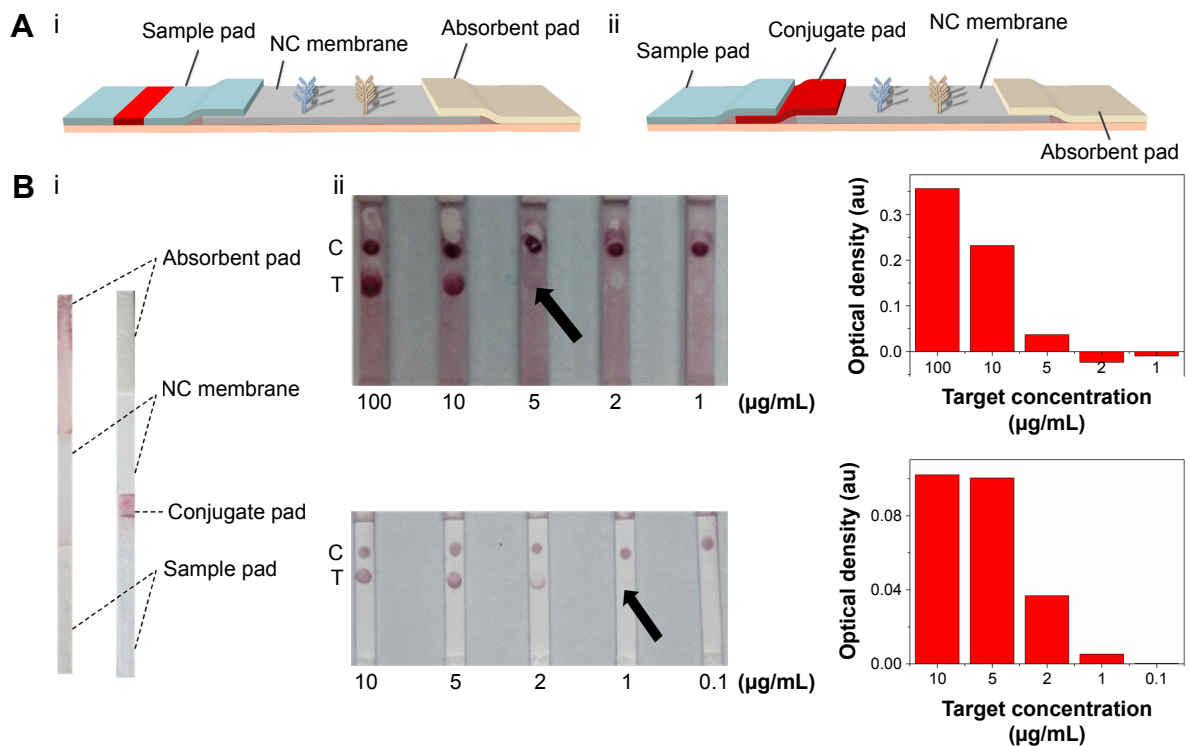 A i
Sample pad
NC membrane
Absorbent pad
ii
Sample pad
Conjugate pad
NC membrane
Absorbent pad
B i
Absorbent pad
NC membrane
Conjugate pad
Sample pad
ii
C
T
100 10 5 2 1 (µg/mL)
Optical density (au)
0.3
0.2
0.1
0.0
100 10 5 2 1
Target concentration
(µg/mL)
C
T
10 5 2 1 0.1 (µg/mL)
Optical density (au)
0.08
0.04
0.00
10 5 2 1 0.1
Target concentration
(µg/mL)